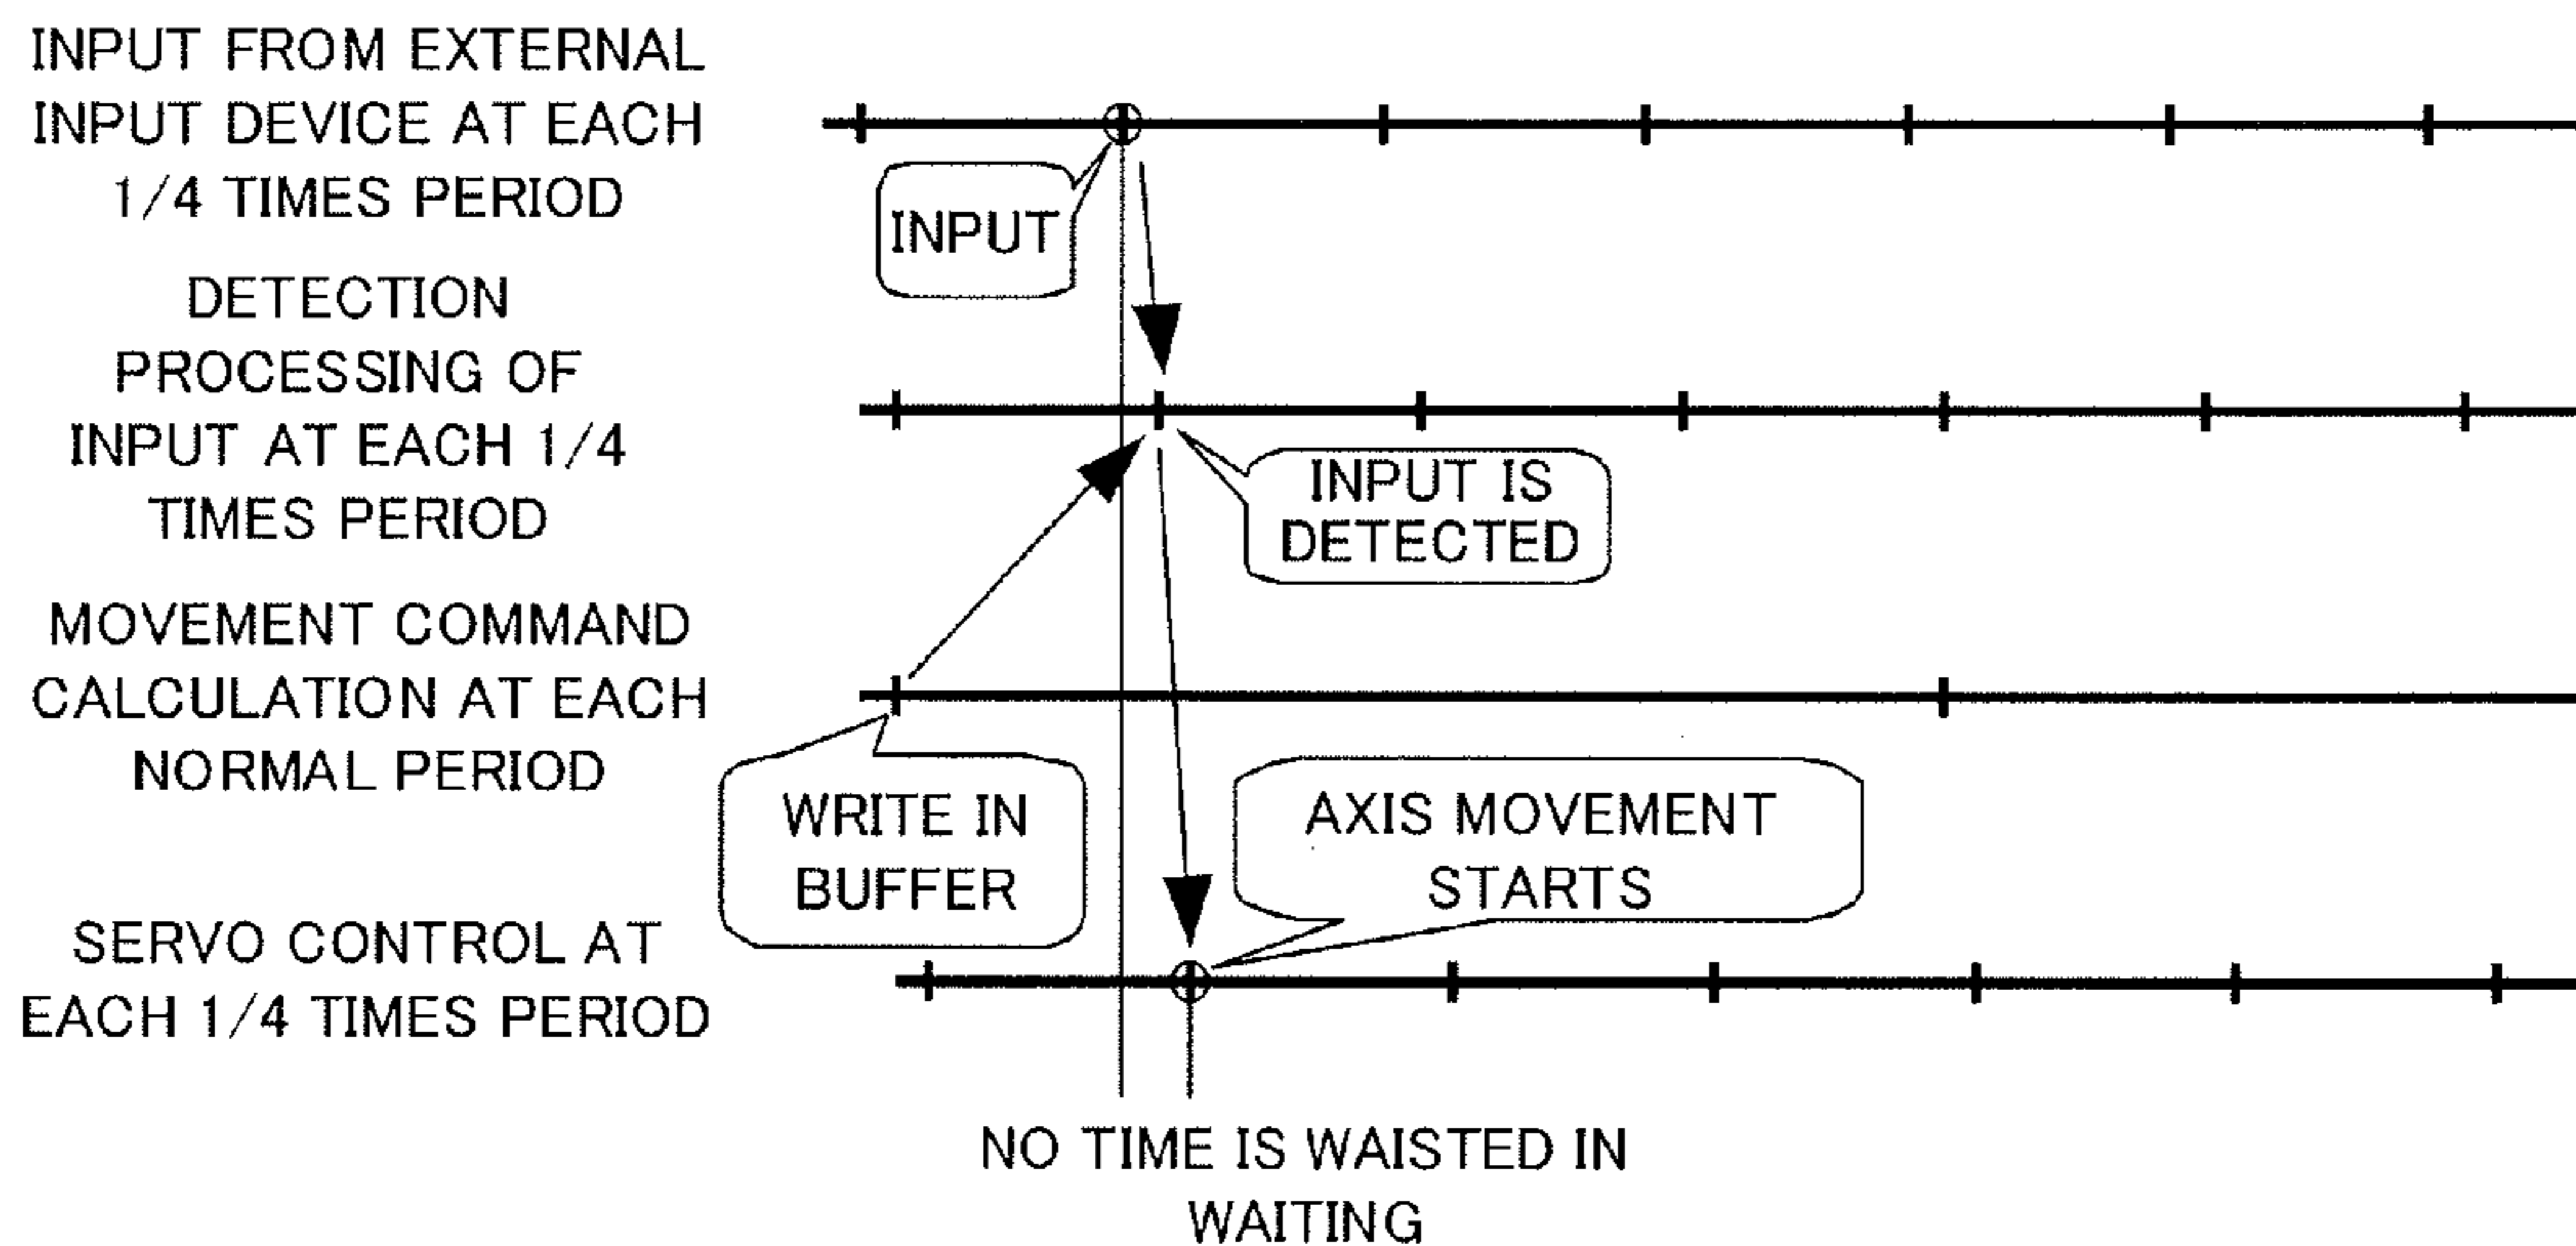 INPUT FROM EXTERNAL
INPUT DEVICE AT EACH
1/4 TIMES PERIOD
INPUT
DETECTION
PROCESSING OF
INPUT AT EACH 1/4
TIMES PERIOD
INPUT IS
DETECTED
MOVEMENT COMMAND
CALCULATION AT EACH
NORMAL PERIOD
WRITE IN
BUFFER
AXIS MOVEMENT
STARTS
SERVO CONTROL AT
EACH 1/4 TIMES PERIOD
NO TIME IS WAISTED IN
WAITING